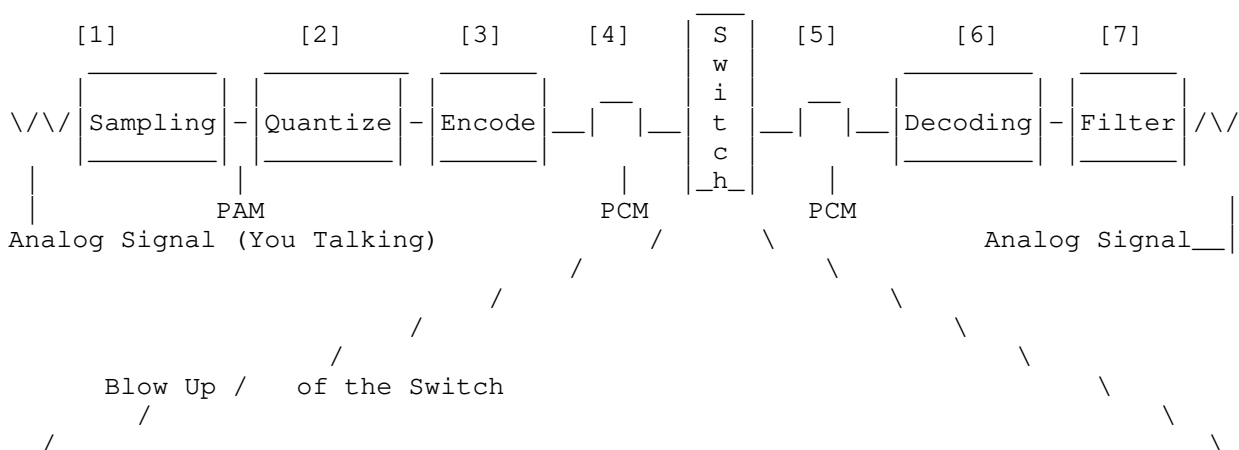 [1] [2] [3] [4] S [5] [6] [7]
w
i
Sampling Quantize Encode t Decoding Filter
c
h
PAM PCM PCM
Analog Signal (You Talking) Analog Signal
Blow Up of the Switch